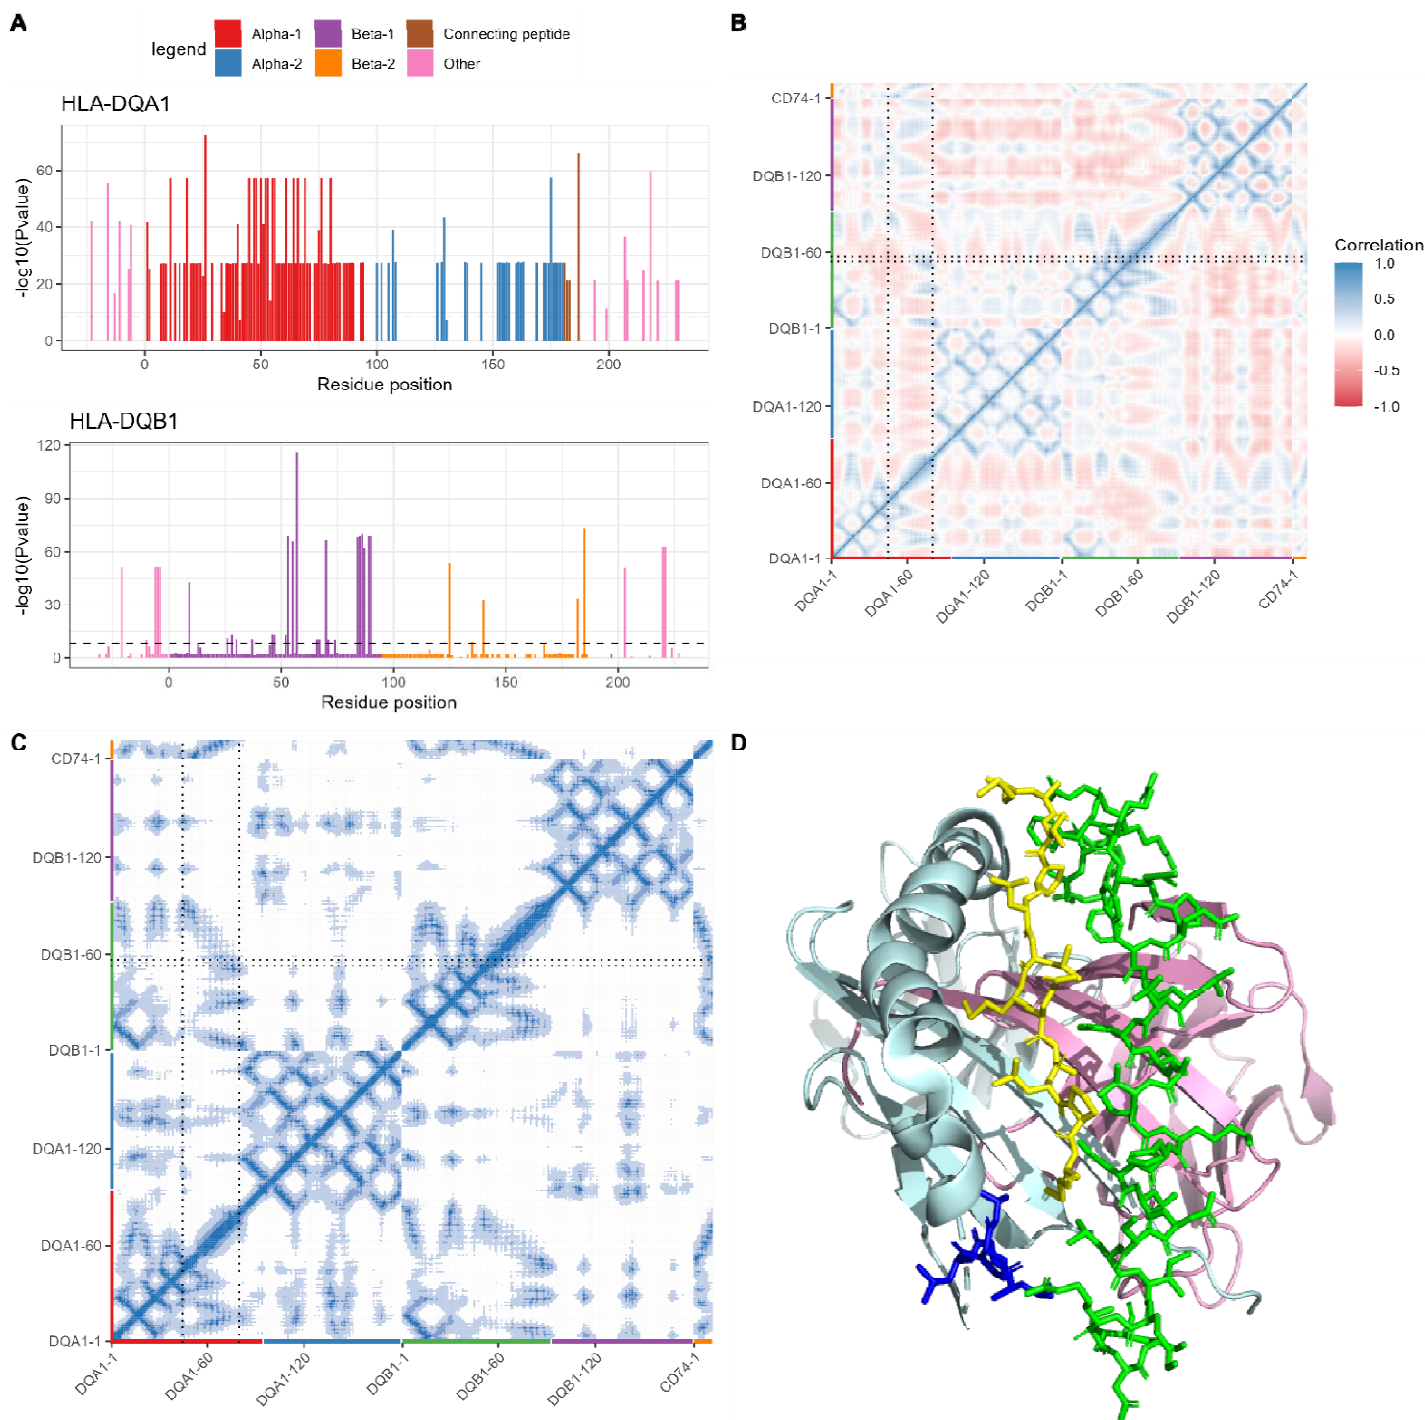 A
legend
Alpha-1
Beta-1
Connecting peptide
Alpha-2
Beta-2
Other
HLA-DQA1
-log10(Pvalue)
60
40
20
0
0
50
100
150
200
Residue position
HLA-DQB1
-log10(Pvalue)
120
90
60
30
0
0
50
100
150
200
Residue position
B
CD74-1
DQB1-120
DQB1-60
DQB1-1
DQA1-120
DQA1-60
DQA1-1
DQA1-1
DQA1-60
DQA1-120
DQB1-1
DQB1-60
DQB1-120
CD74-1
Correlation
1.0
0.5
0.0
-0.5
-1.0
C
CD74-1
DQB1-120
DQB1-60
DQB1-1
DQA1-120
DQA1-60
DQA1-1
DQA1-1
DQA1-60
DQA1-120
DQB1-1
DQB1-60
DQB1-120
CD74-1
D